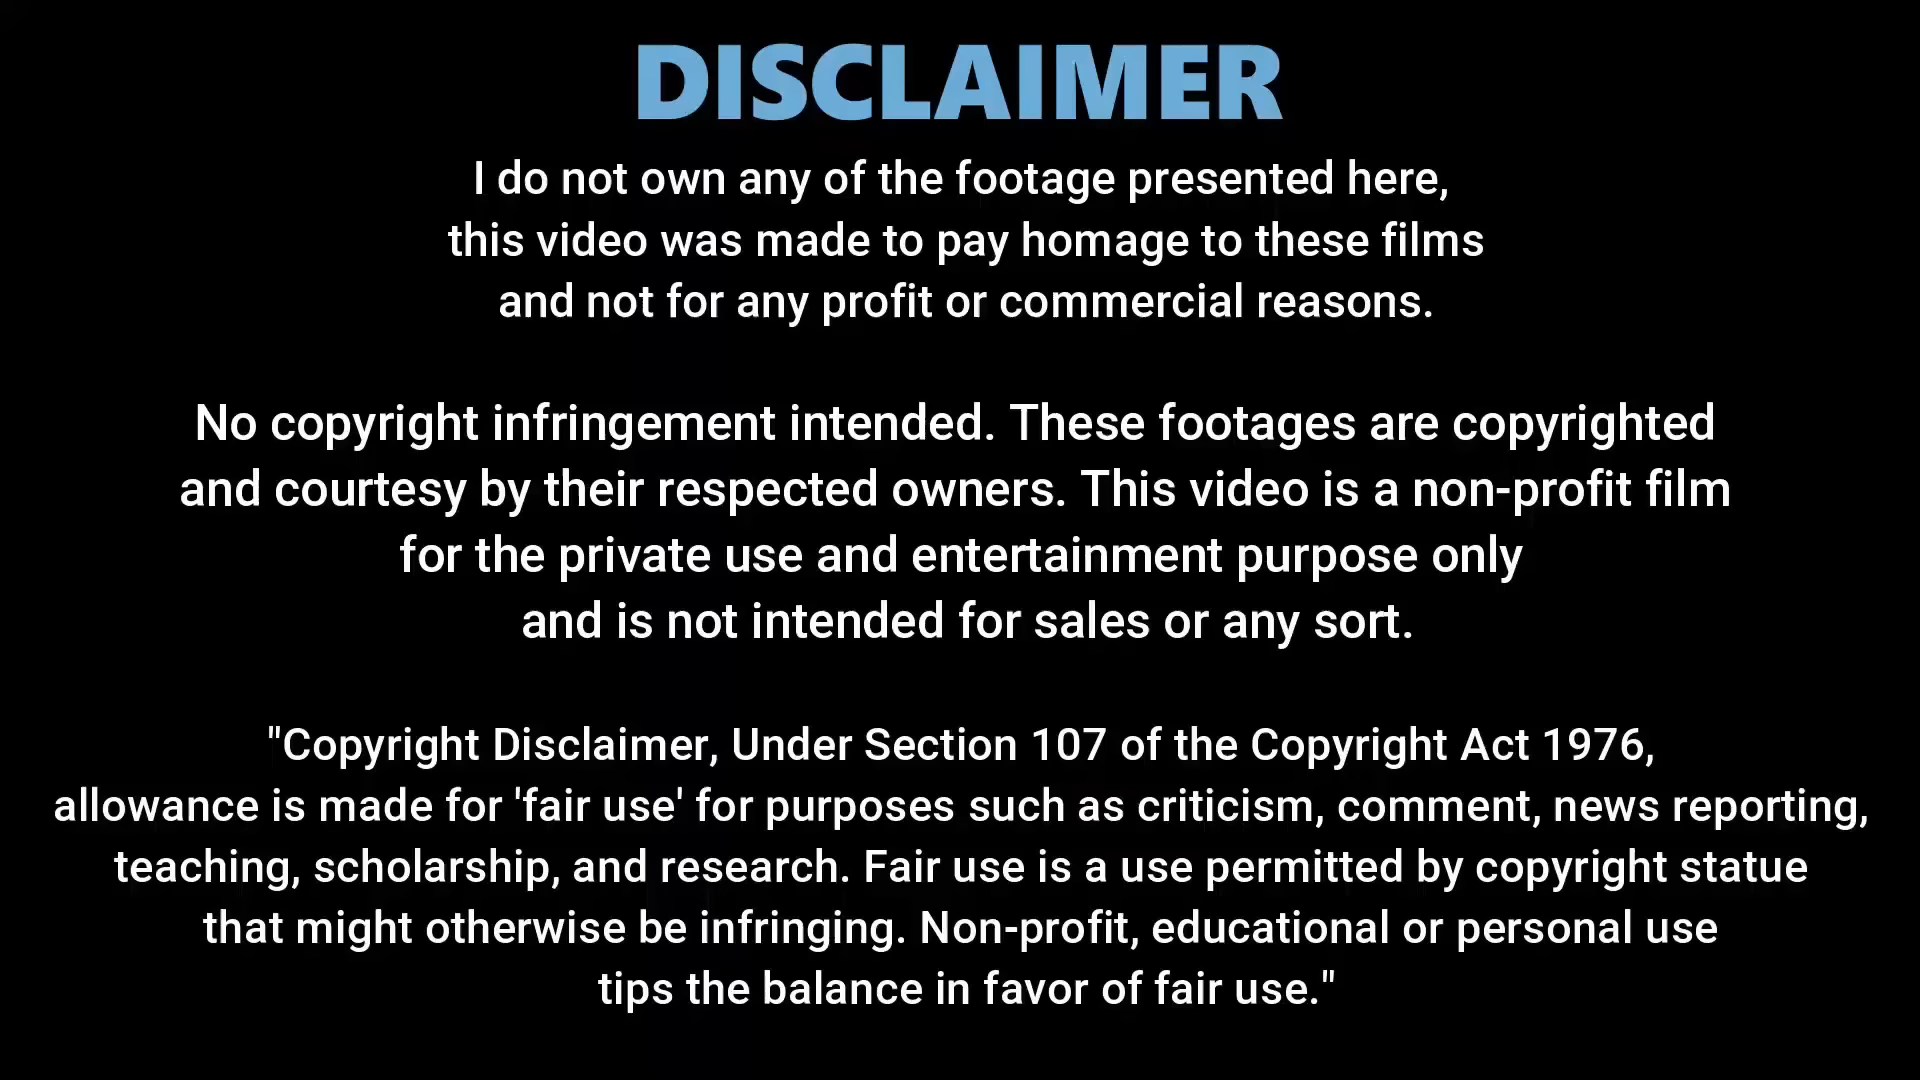 DISCLAIMER
I do not own any of the footage presented here,
this video was made to pay homage to these films
and not for any profit or commercial reasons.
No copyright infringement intended. These footages are copyrighted
and courtesy by their respected owners. This video is a non-profit film
for the private use and entertainment purpose only
and is not intended for sales or any sort.
"Copyright Disclaimer, Under Section 107 of the Copyright Act 1976,
allowance is made for 'fair use' for purposes such as criticism, comment, news reporting,
teaching, scholarship, and research. Fair use is a use permitted by copyright statue
that might otherwise be infringing. Non-profit, educational or personal use
tips the balance in favor of fair use."